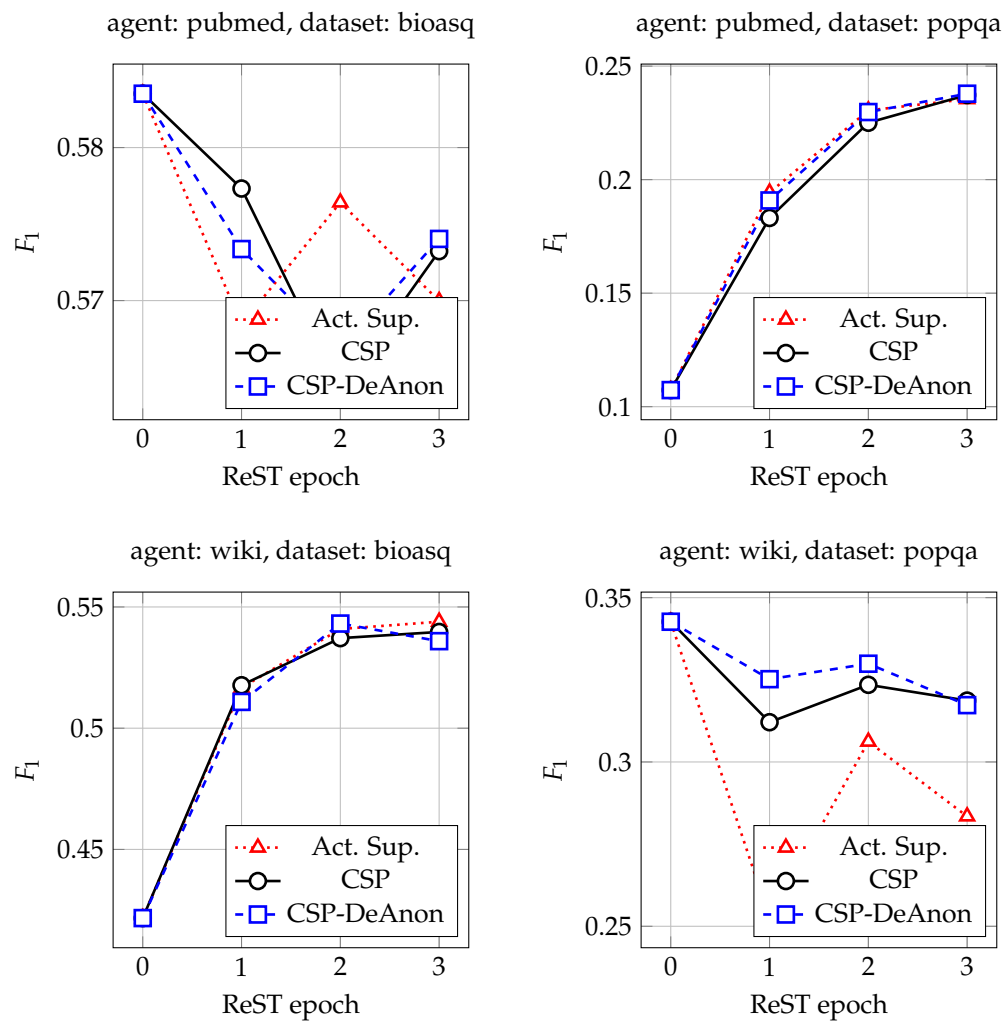 agent: pubmed, dataset: bioasq
0.58
0.57
F1
0 1 2 3
ReST epoch
Act. Sup.
CSP
CSP-DeAnon
agent: pubmed, dataset: popqa
0.25
0.2
0.15
0.1
F1
0 1 2 3
ReST epoch
Act. Sup.
CSP
CSP-DeAnon
agent: wiki, dataset: bioasq
0.55
0.5
0.45
F1
0 1 2 3
ReST epoch
Act. Sup.
CSP
CSP-DeAnon
agent: wiki, dataset: popqa
0.35
0.3
0.25
F1
0 1 2 3
ReST epoch
Act. Sup.
CSP
CSP-DeAnon